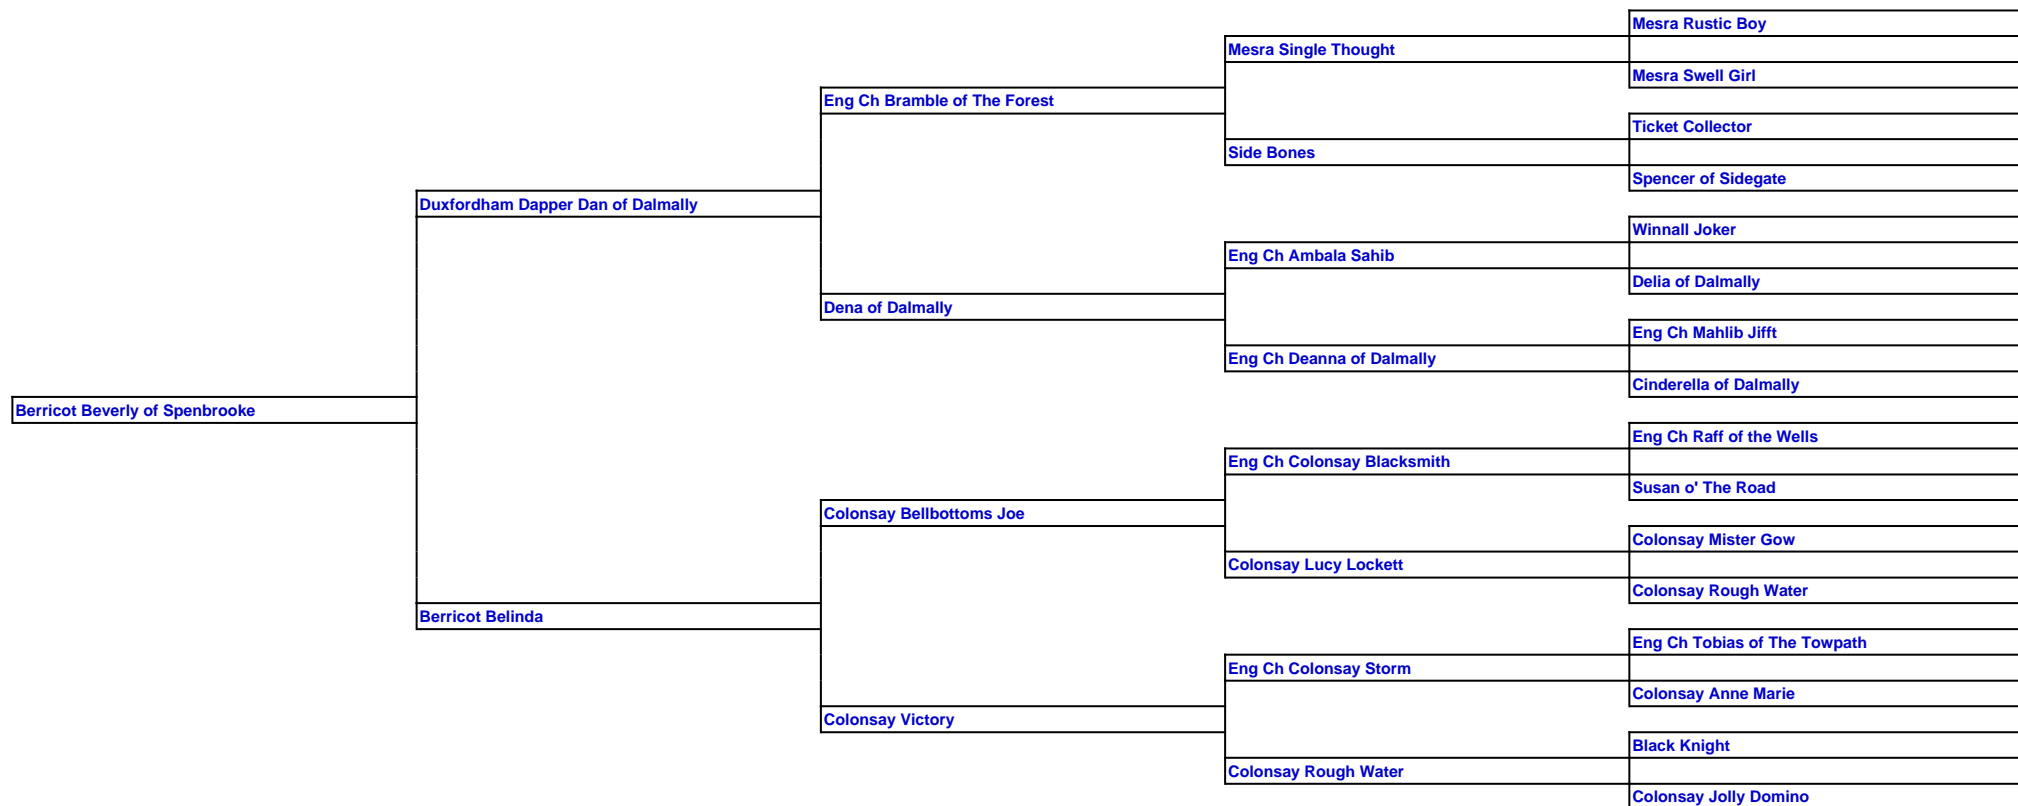 Mesra Rustic Boy
Mesra Single Thought
Mesra Swell Girl
Eng Ch Bramble of The Forest
Ticket Collector
Side Bones
Spencer of Sidegate
Duxfordham Dapper Dan of Dalmally
Winnall Joker
Eng Ch Ambala Sahib
Delia of Dalmally
Dena of Dalmally
Eng Ch Mahlib Jifft
Eng Ch Deanna of Dalmally
Cinderella of Dalmally
Berricot Beverly of Spenbrooke
Eng Ch Raff of the Wells
Eng Ch Colonsay Blacksmith
Susan o' The Road
Colonsay Bellbottoms Joe
Colonsay Mister Gow
Colonsay Lucy Lockett
Colonsay Rough Water
Berricot Belinda
Eng Ch Tobias of The Towpath
Eng Ch Colonsay Storm
Colonsay Anne Marie
Colonsay Victory
Black Knight
Colonsay Rough Water
Colonsay Jolly Domino